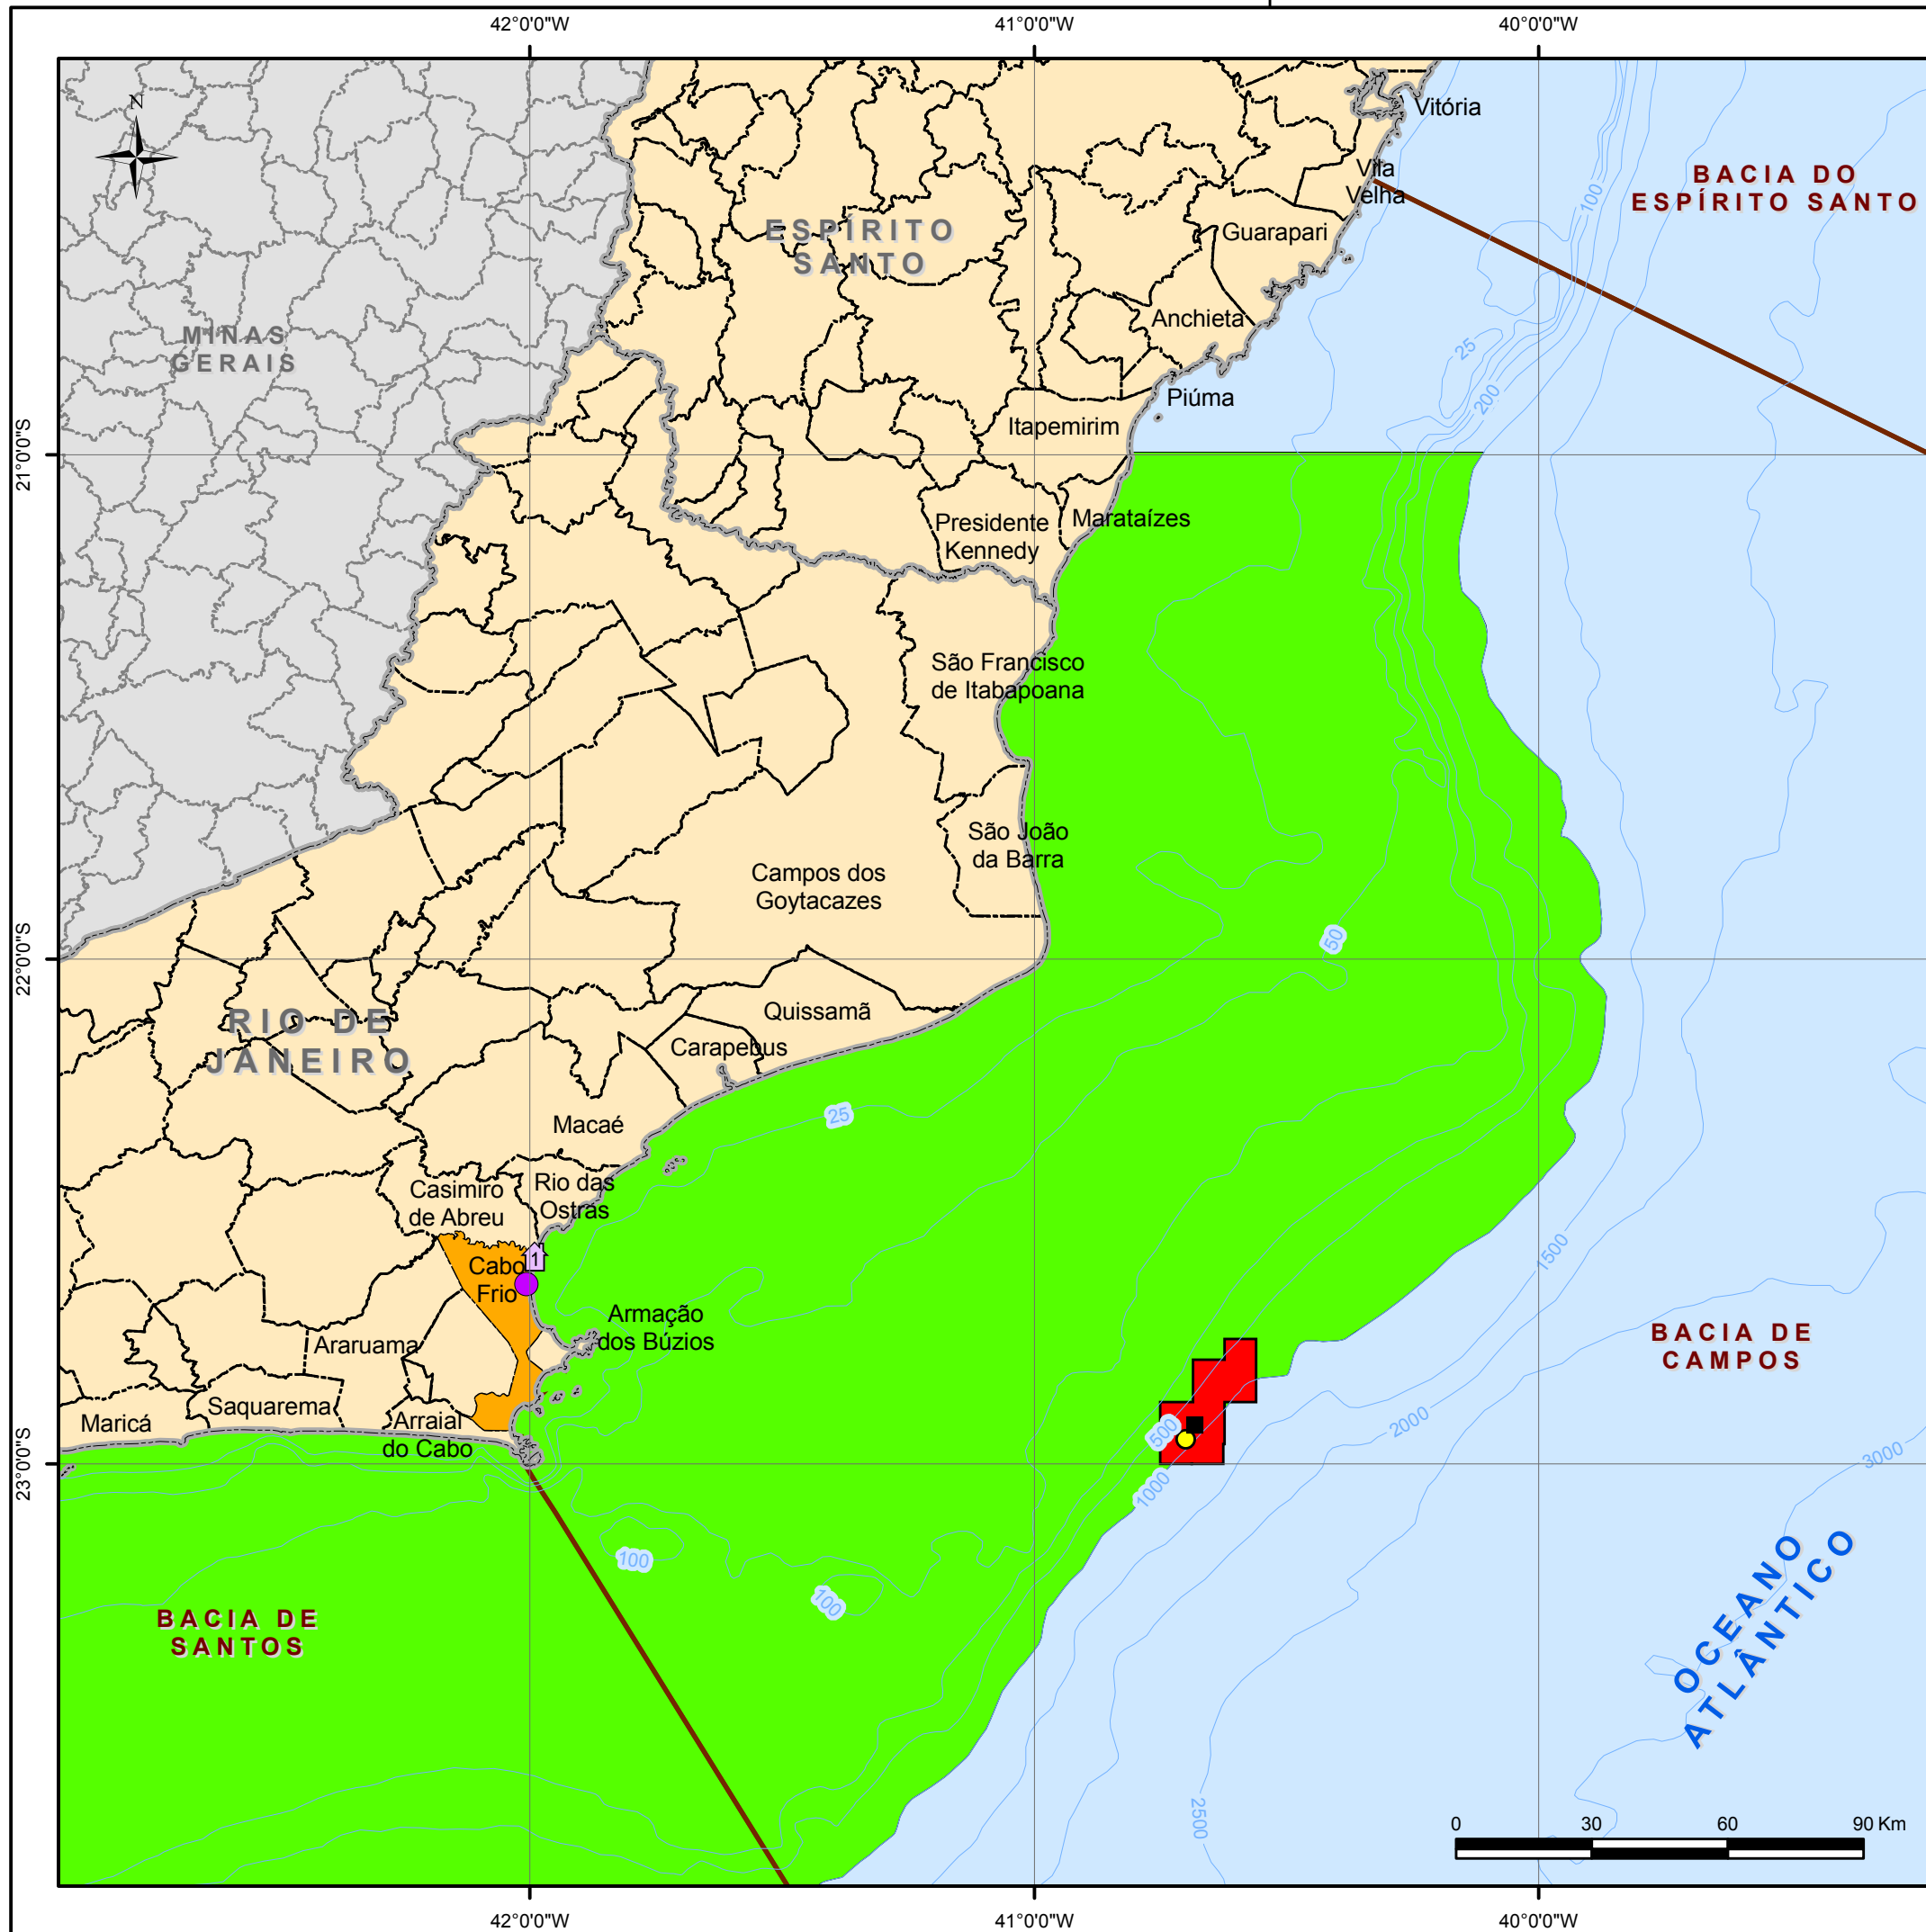 42°0'0"W
41°0'0"W
40°0'0"W
N
Vitória
Vila
Velha
BACIA DO
ESPÍRITO SANTO
100
ESPÍRITO
SANTO
Guarapari
MINAS
GERAIS
Anchieta
25
200
Piúma
Itapemirim
21°0'0"S
Presidente
Kennedy
Marataízes
São Francisco
de Itabapoana
São João
da Barra
Campos dos
Goytacazes
50
22°0'0"S
Quissamã
RIO DE
JANEIRO
Carapebus
25
Macaé
Casimiro
de Abreu
Rio das
Ostras
1
Cabo
Frio
1500
Armação
dos Búzios
Araruama
BACIA DE
CAMPOS
Saquarema
Maricá
Arraial
do Cabo
500
2000
23°0'0"S
1000
3000
100
100
OCEANO
ATLÂNTICO
BACIA DE
SANTOS
2500
0
30
60
90 Km
42°0'0"W
41°0'0"W
40°0'0"W